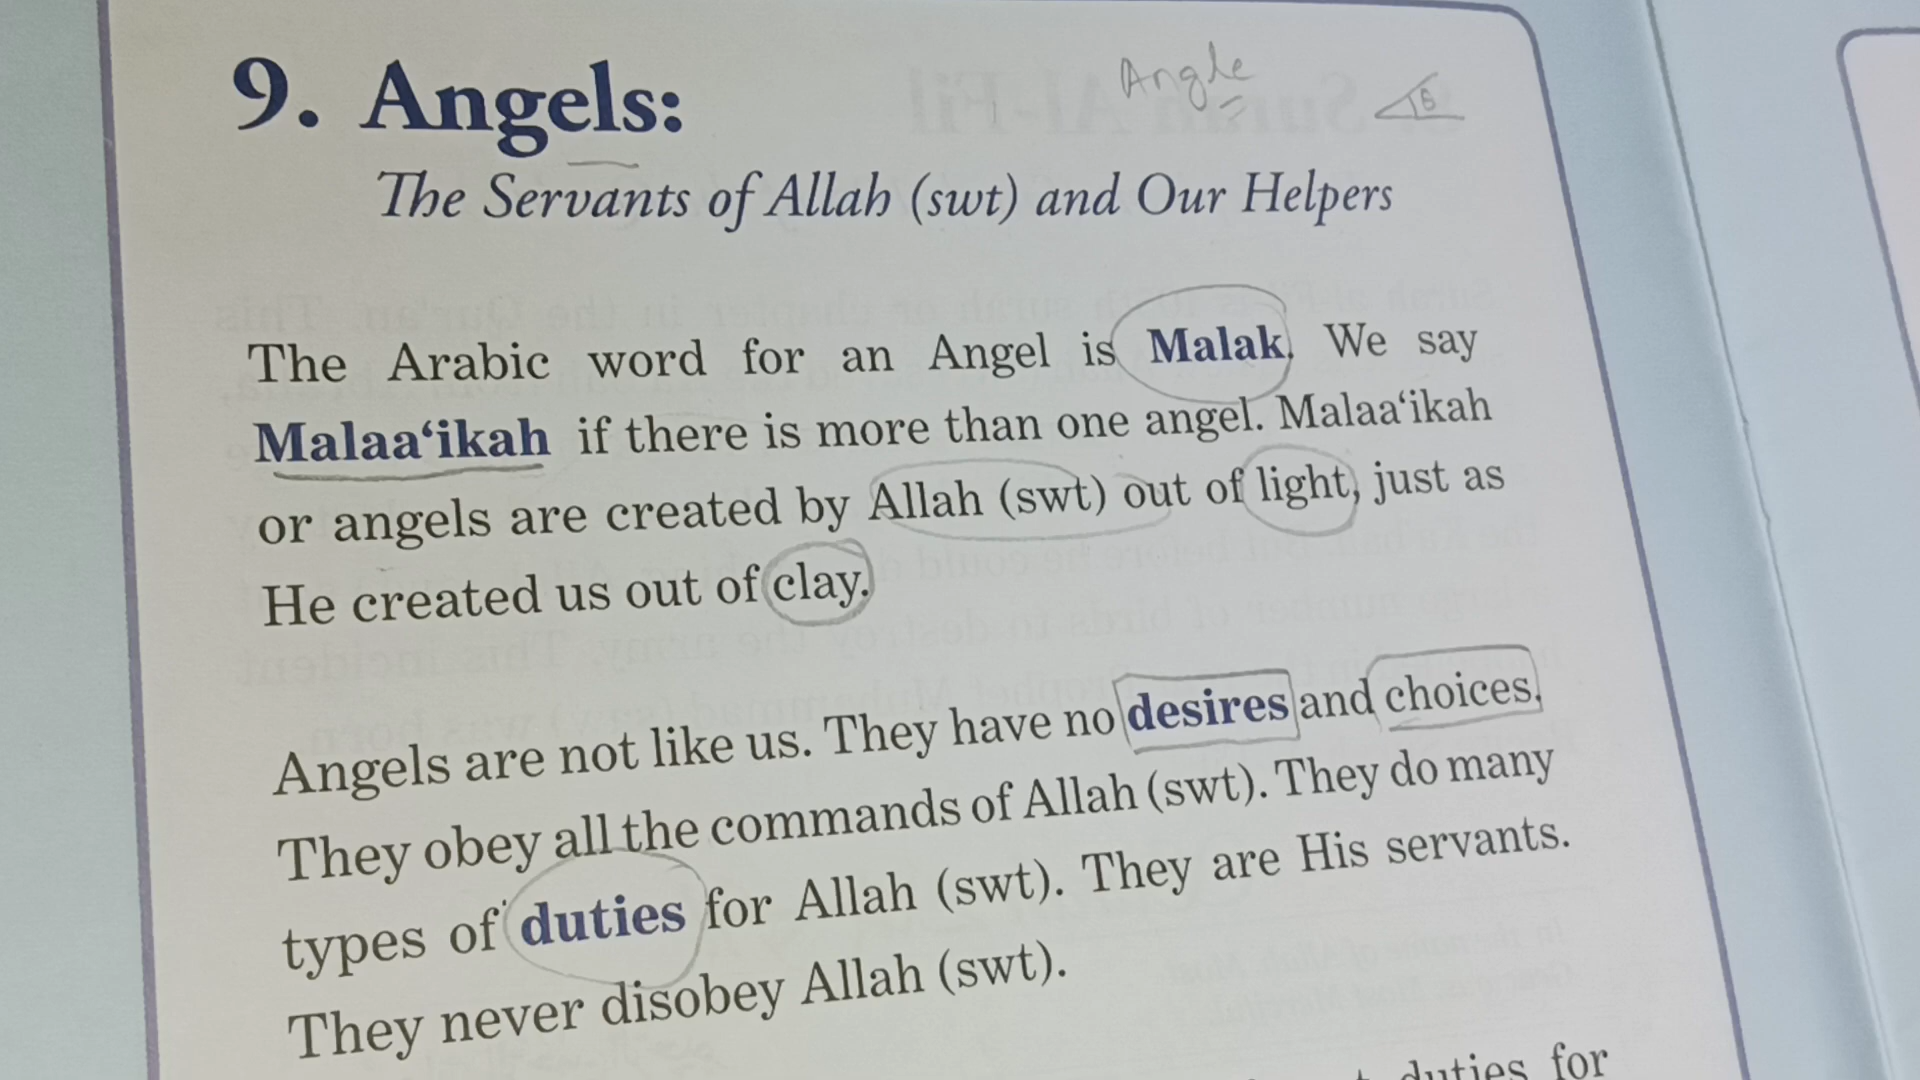 9. Angels:
Angle
The Servants of Allah (swt) and Our Helpers
The Arabic word for an Angel is Malak. We say
Malaa‘ikah if there is more than one angel. Malaa‘ikah
or angels are created by Allah (swt) out of light, just as
He created us out of clay.
Angels are not like us. They have no desires and choices.
They obey all the commands of Allah (swt). They do many
types of duties for Allah (swt). They are His servants.
They never disobey Allah (swt).
duties for